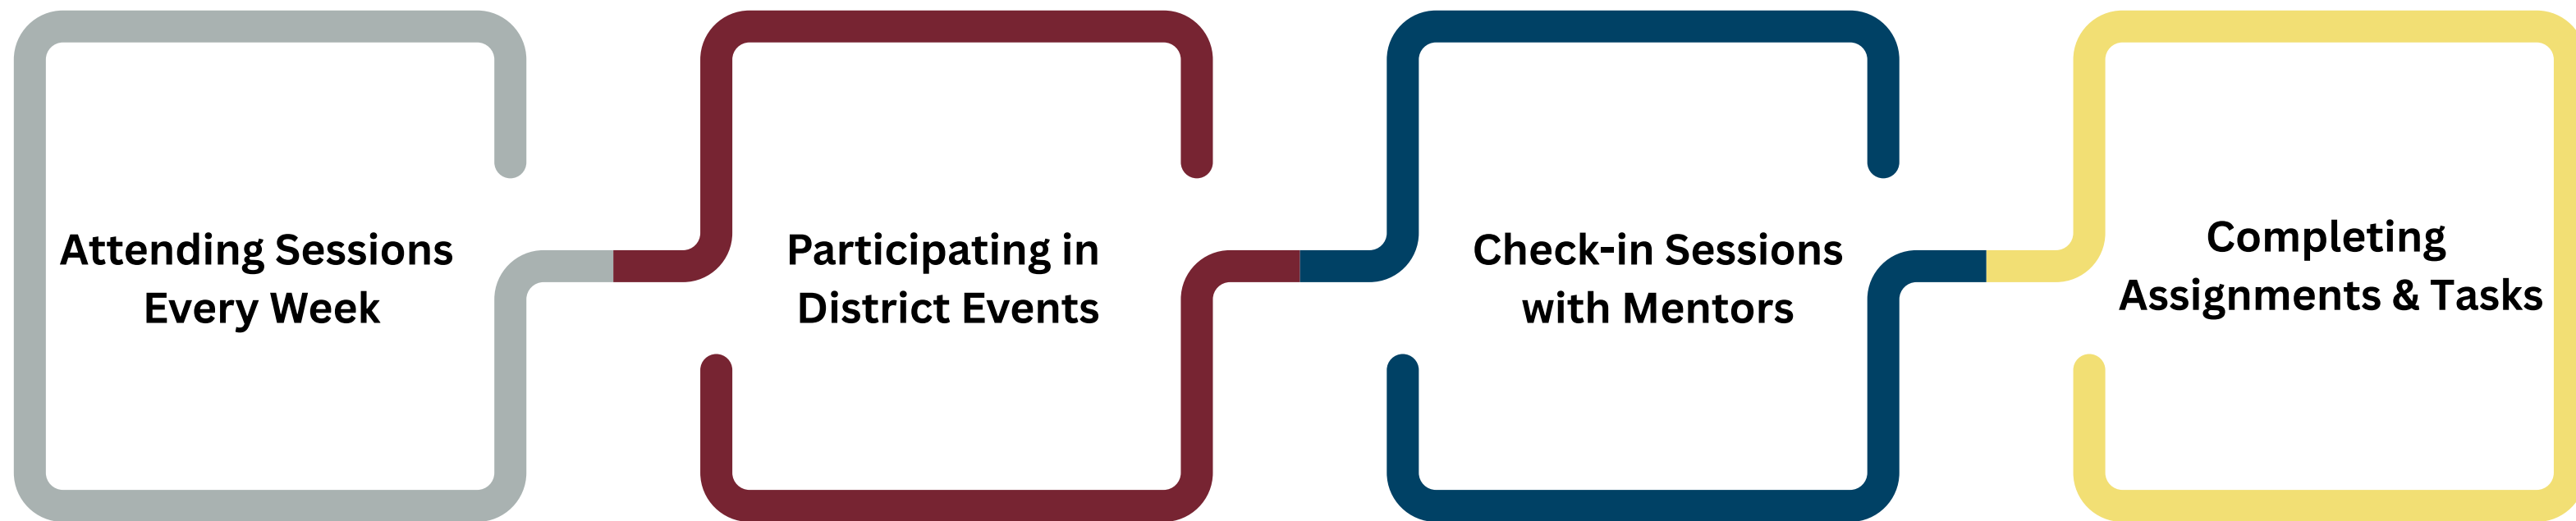 Attending Sessions
Every Week
Participating in
District Events
Check-in Sessions
with Mentors
Completing
Assignments & Tasks